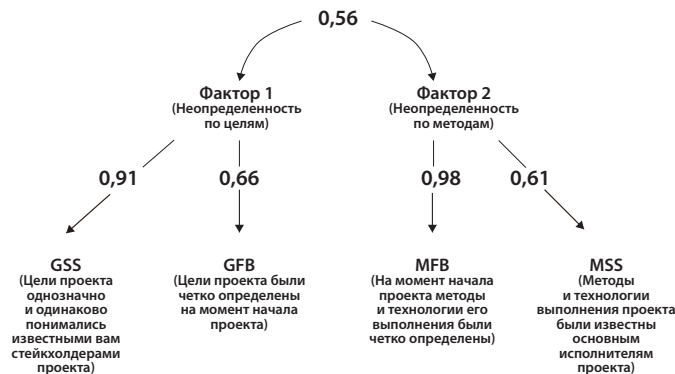 0,56
Фактор 1
(Неопределенность
по целям)
Фактор 2
(Неопределенность
по методам)
0,91
0,66
0,98
0,61
GSS
(Цели проекта
однозначно
и одинаково
понимались
известными вам
стейкхолдерами
проекта)
GFB
(Цели проекта были
четко определены
на момент начала
проекта)
MFB
(На момент начала
проекта методы
и технологии его
выполнения были
четко определены)
MSS
(Методы
и технологии
выполнения проекта
были известны
основным
исполнителям
проекта)